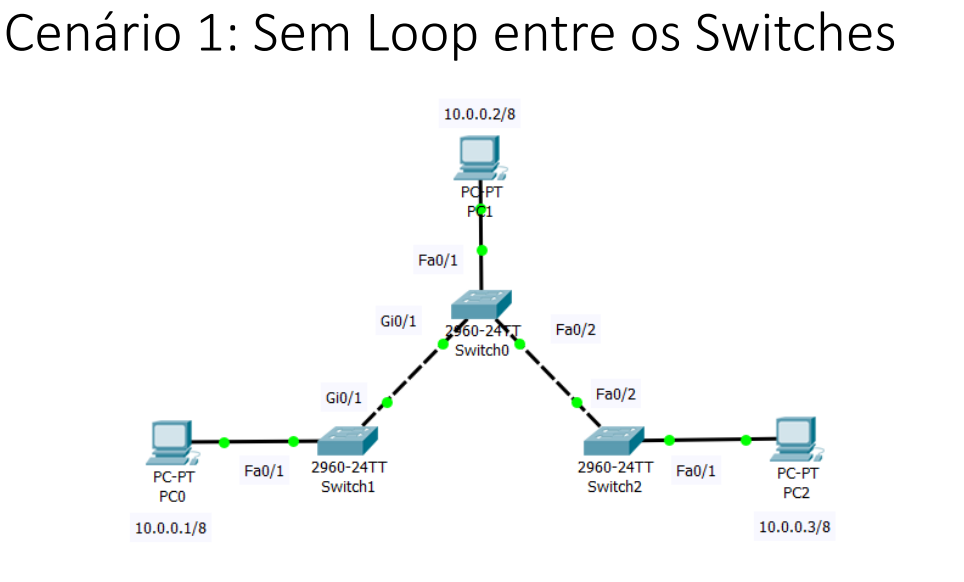 Cenário 1: Sem Loop entre os Switches
10.0.0.2/8
PC-PT
PC1
Fa0/1
Gi0/1
2960-24TT
Switch0
Fa0/2
Gi0/1
Fa0/2
PC-PT
PC0
10.0.0.1/8
Fa0/1
2960-24TT
Switch1
2960-24TT
Switch2
Fa0/1
PC-PT
PC2
10.0.0.3/8